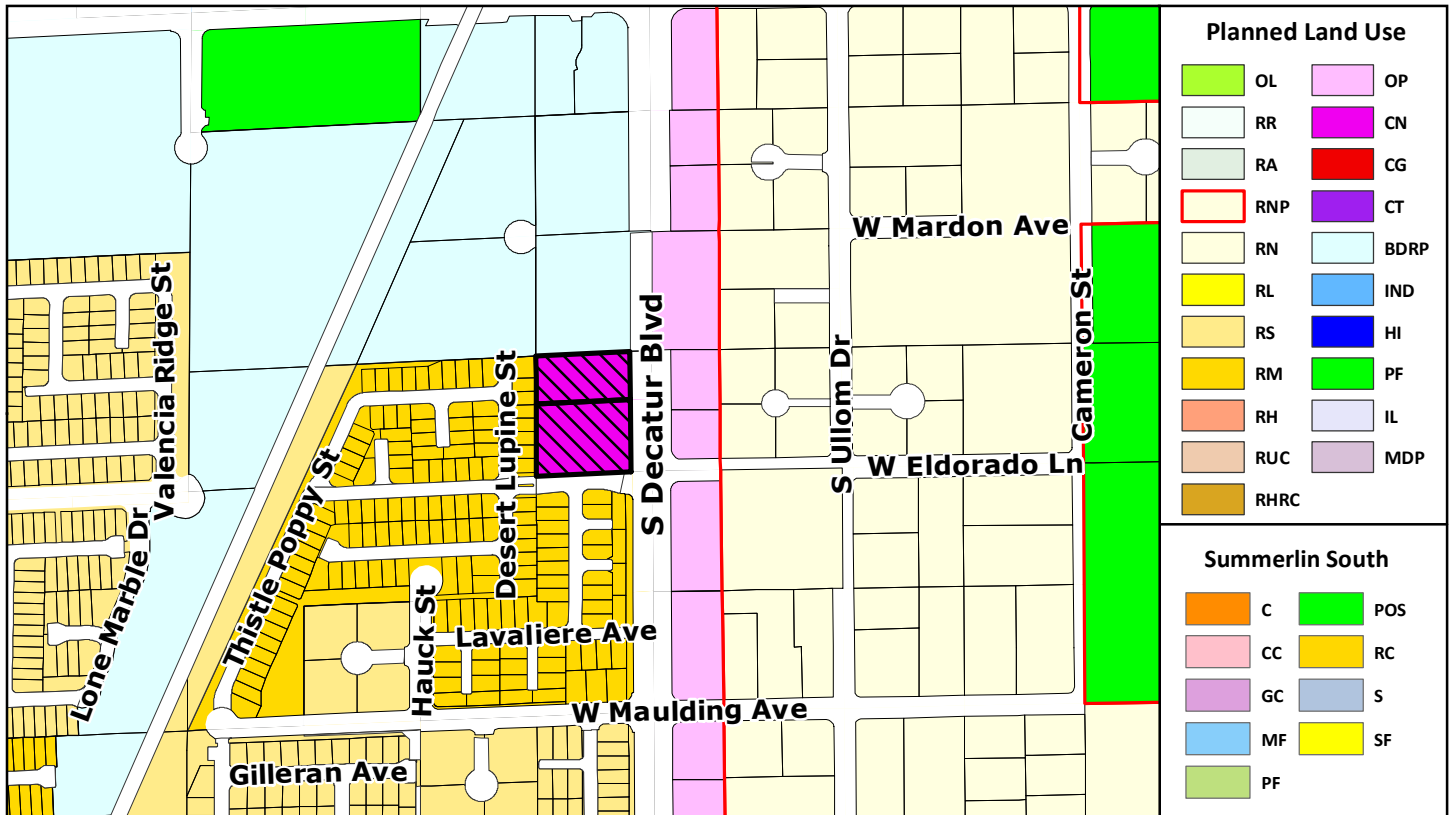 W Mardon Ave
Valencia Ridge St
Cameron St
S Decatur Blvd
S Ullom Dr
Desert Lupine St
W Eldorado Ln
Thistle Poppy St
Lone Marble Dr
Hauck St
Lavaliere Ave
W Maulding Ave
Gilleran Ave
Planned Land Use
OL
RR
RA
RNP
RN
RL
RS
RM
RH
RUC
RHRC
OP
CN
CG
CT
BDRP
IND
HI
PF
IL
MDP
Summerlin South
C
CC
GC
MF
PF
POS
RC
S
SF